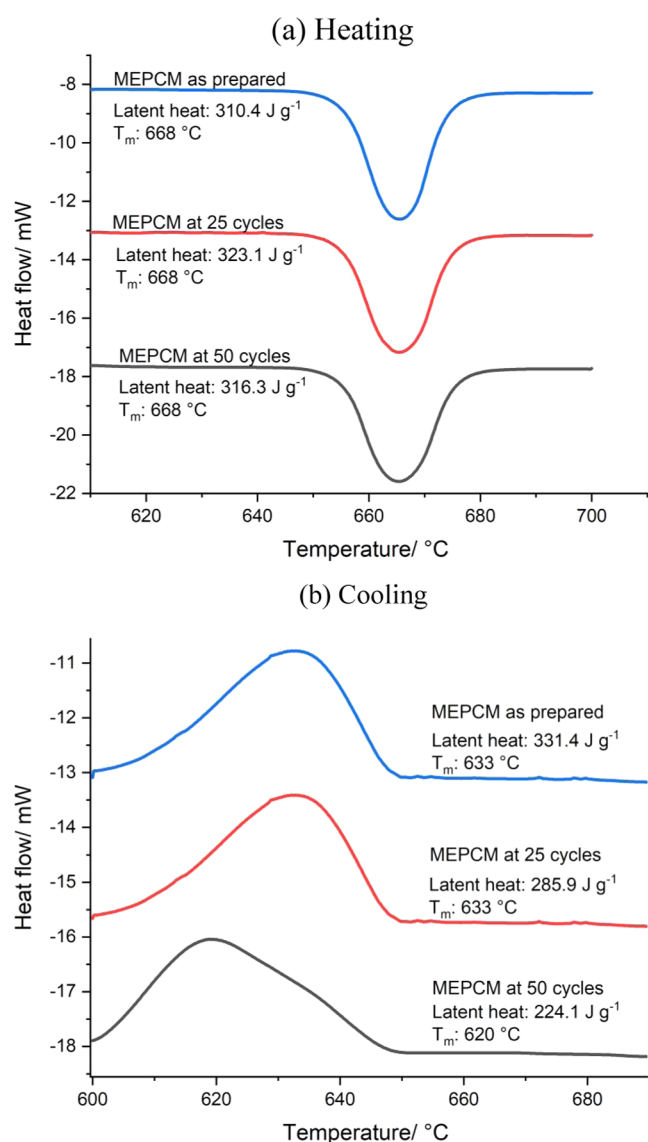 (a) Heating
-8
-10
-12
-14
-16
-18
-20
-22
Heat flow/ mW
MEPCM as prepared
Latent heat: 310.4 J g⁻¹
Tₘ: 668 °C
MEPCM at 25 cycles
Latent heat: 323.1 J g⁻¹
Tₘ: 668 °C
MEPCM at 50 cycles
Latent heat: 316.3 J g⁻¹
Tₘ: 668 °C
620 640 660 680 700
Temperature/ °C
(b) Cooling
-11
-12
-13
-14
-15
-16
-17
-18
Heat flow/ mW
MEPCM as prepared
Latent heat: 331.4 J g⁻¹
Tₘ: 633 °C
MEPCM at 25 cycles
Latent heat: 285.9 J g⁻¹
Tₘ: 633 °C
MEPCM at 50 cycles
Latent heat: 224.1 J g⁻¹
Tₘ: 620 °C
600 620 640 660 680
Temperature/ °C